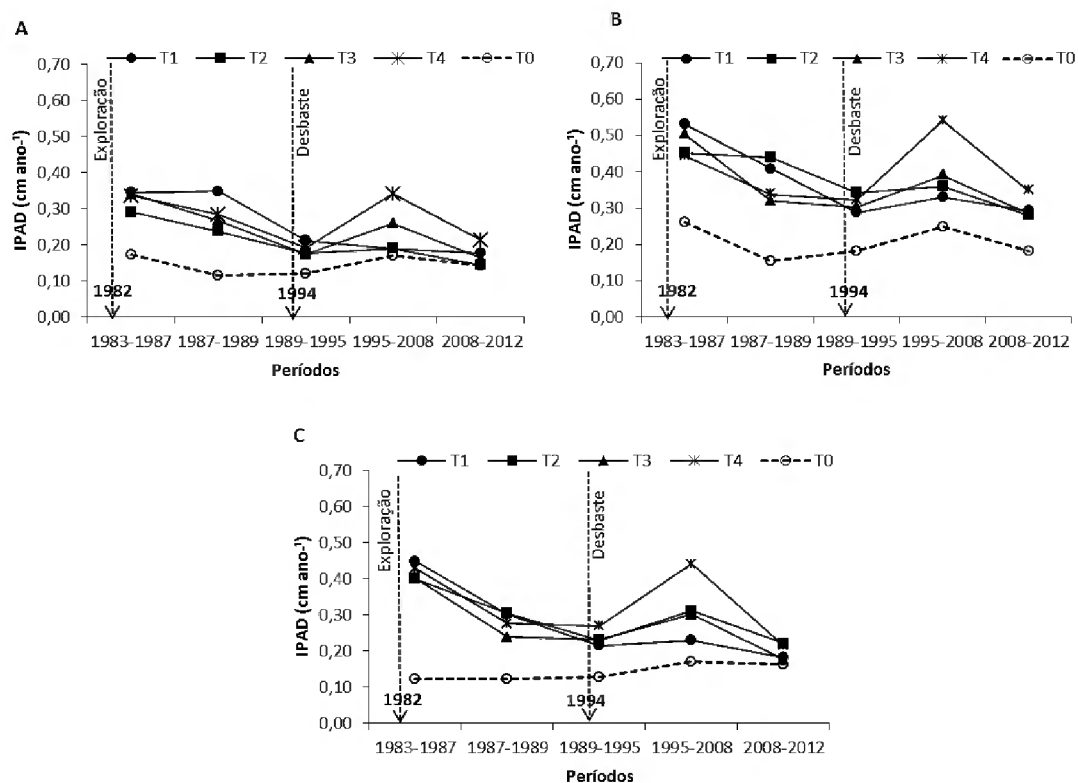 A
T1 T2 T3 T4 T0
0,70
0,60
0,50
0,40
0,30
0,20
0,10
0,00
IPAD (cm ano-¹)
Exploração
Desbaste
1982
1994
1983-1987 1987-1989 1989-1995 1995-2008 2008-2012
Períodos
B
T1 T2 T3 T4 T0
0,70
0,60
0,50
0,40
0,30
0,20
0,10
0,00
IPAD (cm ano-¹)
Exploração
Desbaste
1982
1994
1983-1987 1987-1989 1989-1995 1995-2008 2008-2012
Períodos
C
T1 T2 T3 T4 T0
0,70
0,60
0,50
0,40
0,30
0,20
0,10
0,00
IPAD (cm ano-¹)
Exploração
Desbaste
1982
1994
1983-1987 1987-1989 1989-1995 1995-2008 2008-2012
Períodos